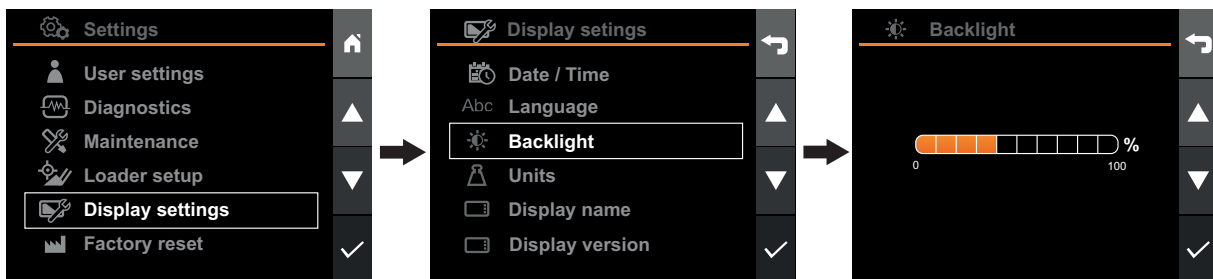 Settings
User settings
Diagnostics
Maintenance
Loader setup
Display settings
Factory reset
Display setings
Date / Time
Abc Language
Backlight
Units
Display name
Display version
Backlight
%
0 100